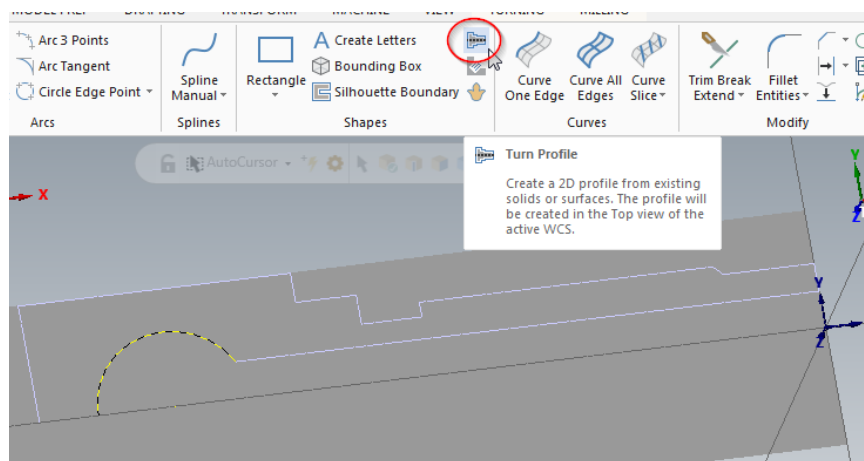 Arc 3 Points
Arc Tangent
Circle Edge Point
Arcs
Spline
Manual
Splines
Rectangle
Create Letters
Bounding Box
Silhouette Boundary
Shapes
Curve
One Edge
Curve All
Edges
Curve
Slice
Curves
Trim Break
Extend
Fillet
Entities
Modify
AutoCursor
Turn Profile
Create a 2D profile from existing
solids or surfaces. The profile will
be created in the Top view of the
active WCS.
X
Y
Z
Y
Z